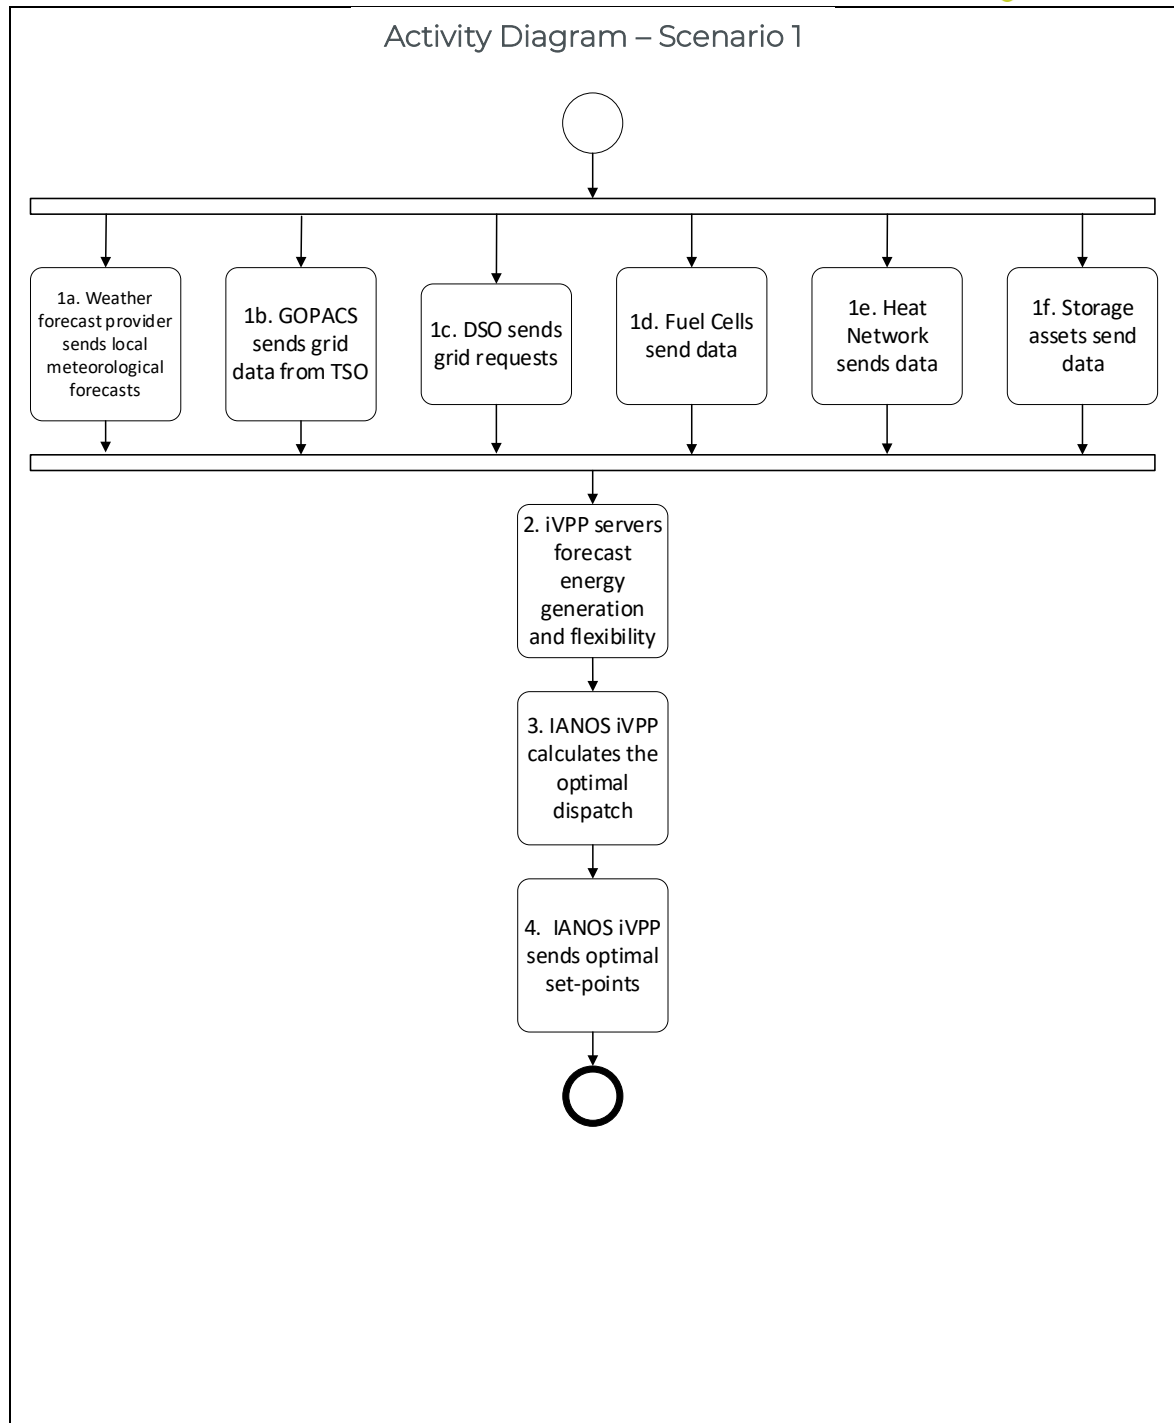 Activity Diagram – Scenario 1
1a. Weather
forecast provider
sends local
meteorological
forecasts
1b. GOPACS
sends grid
data from TSO
1c. DSO sends
grid requests
1d. Fuel Cells
send data
1e. Heat
Network
sends data
1f. Storage
assets send
data
2. iVPP servers
forecast
energy
generation
and flexibility
3. IANOS iVPP
calculates the
optimal
dispatch
4.  IANOS iVPP
sends optimal
set-points